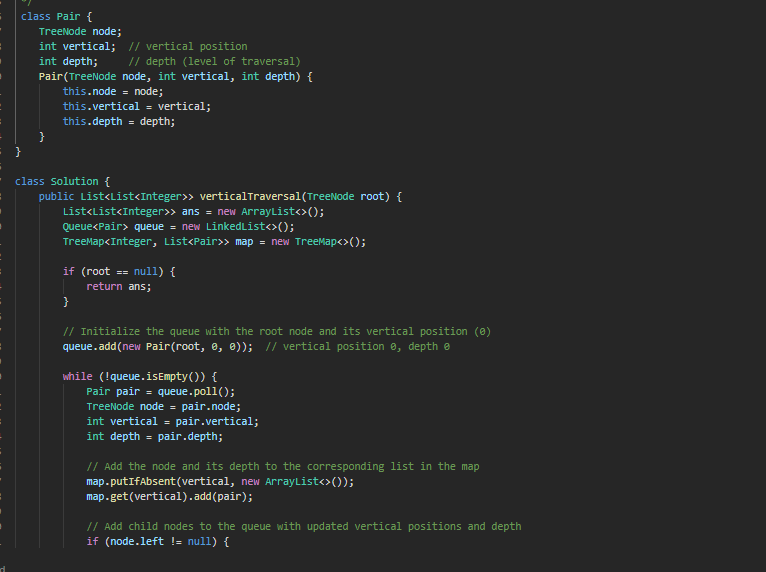 */
class Pair {
    TreeNode node;
    int vertical;  // vertical position
    int depth;     // depth (level of traversal)
    Pair(TreeNode node, int vertical, int depth) {
        this.node = node;
        this.vertical = vertical;
        this.depth = depth;
    }
}
class Solution {
    public List<List<Integer>> verticalTraversal(TreeNode root) {
        List<List<Integer>> ans = new ArrayList<>();
        Queue<Pair> queue = new LinkedList<>();
        TreeMap<Integer, List<Pair>> map = new TreeMap<>();
        if (root == null) {
            return ans;
        }
        // Initialize the queue with the root node and its vertical position (0)
        queue.add(new Pair(root, 0, 0));  // vertical position 0, depth 0
        while (!queue.isEmpty()) {
            Pair pair = queue.poll();
            TreeNode node = pair.node;
            int vertical = pair.vertical;
            int depth = pair.depth;
            // Add the node and its depth to the corresponding list in the map
            map.putIfAbsent(vertical, new ArrayList<>());
            map.get(vertical).add(pair);
            // Add child nodes to the queue with updated vertical positions and depth
            if (node.left != null) {